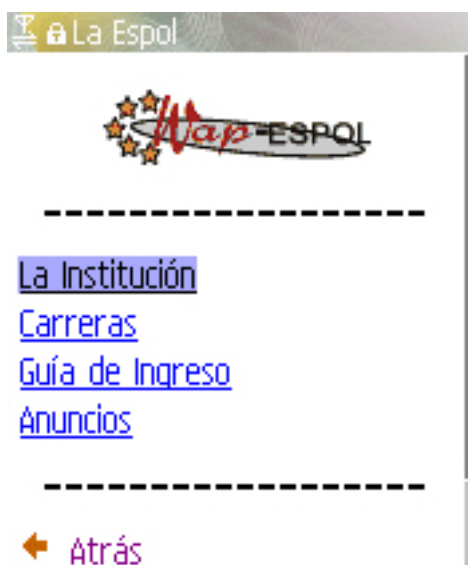 La Espol
Wap-ESPOL
-------------------
La Institución
Carreras
Guía de Ingreso
Anuncios
-------------------
Atrás